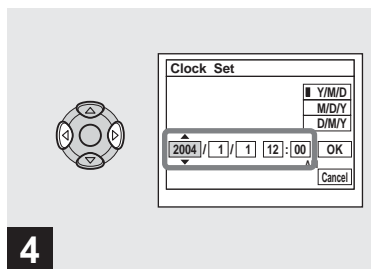 Clock Set
Y/M/D
M/D/Y
D/M/Y
2004 / 1 / 1 12 : 00 OK
Cancel
4